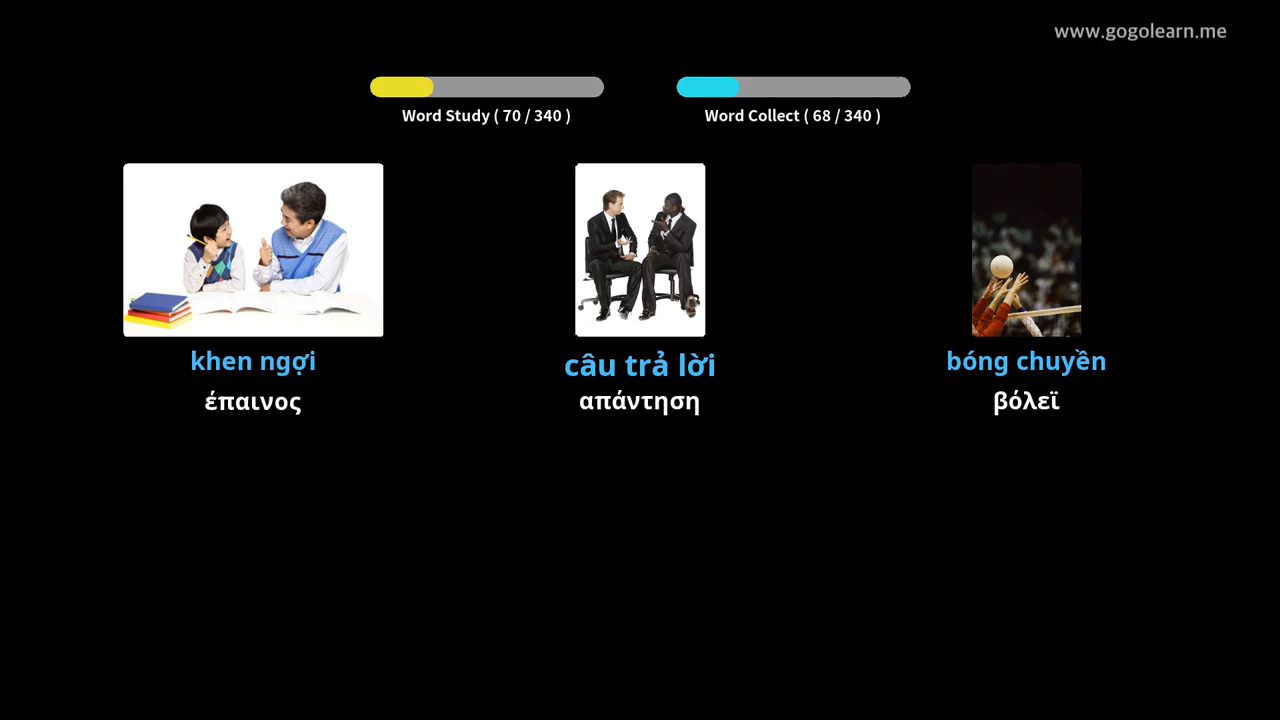 www.gogolearn.me
Word Study ( 70 / 340 )
Word Collect ( 68 / 340 )
khen ngợi
câu trả lời
bóng chuyền
έπαινος
απάντηση
βόλεϊ